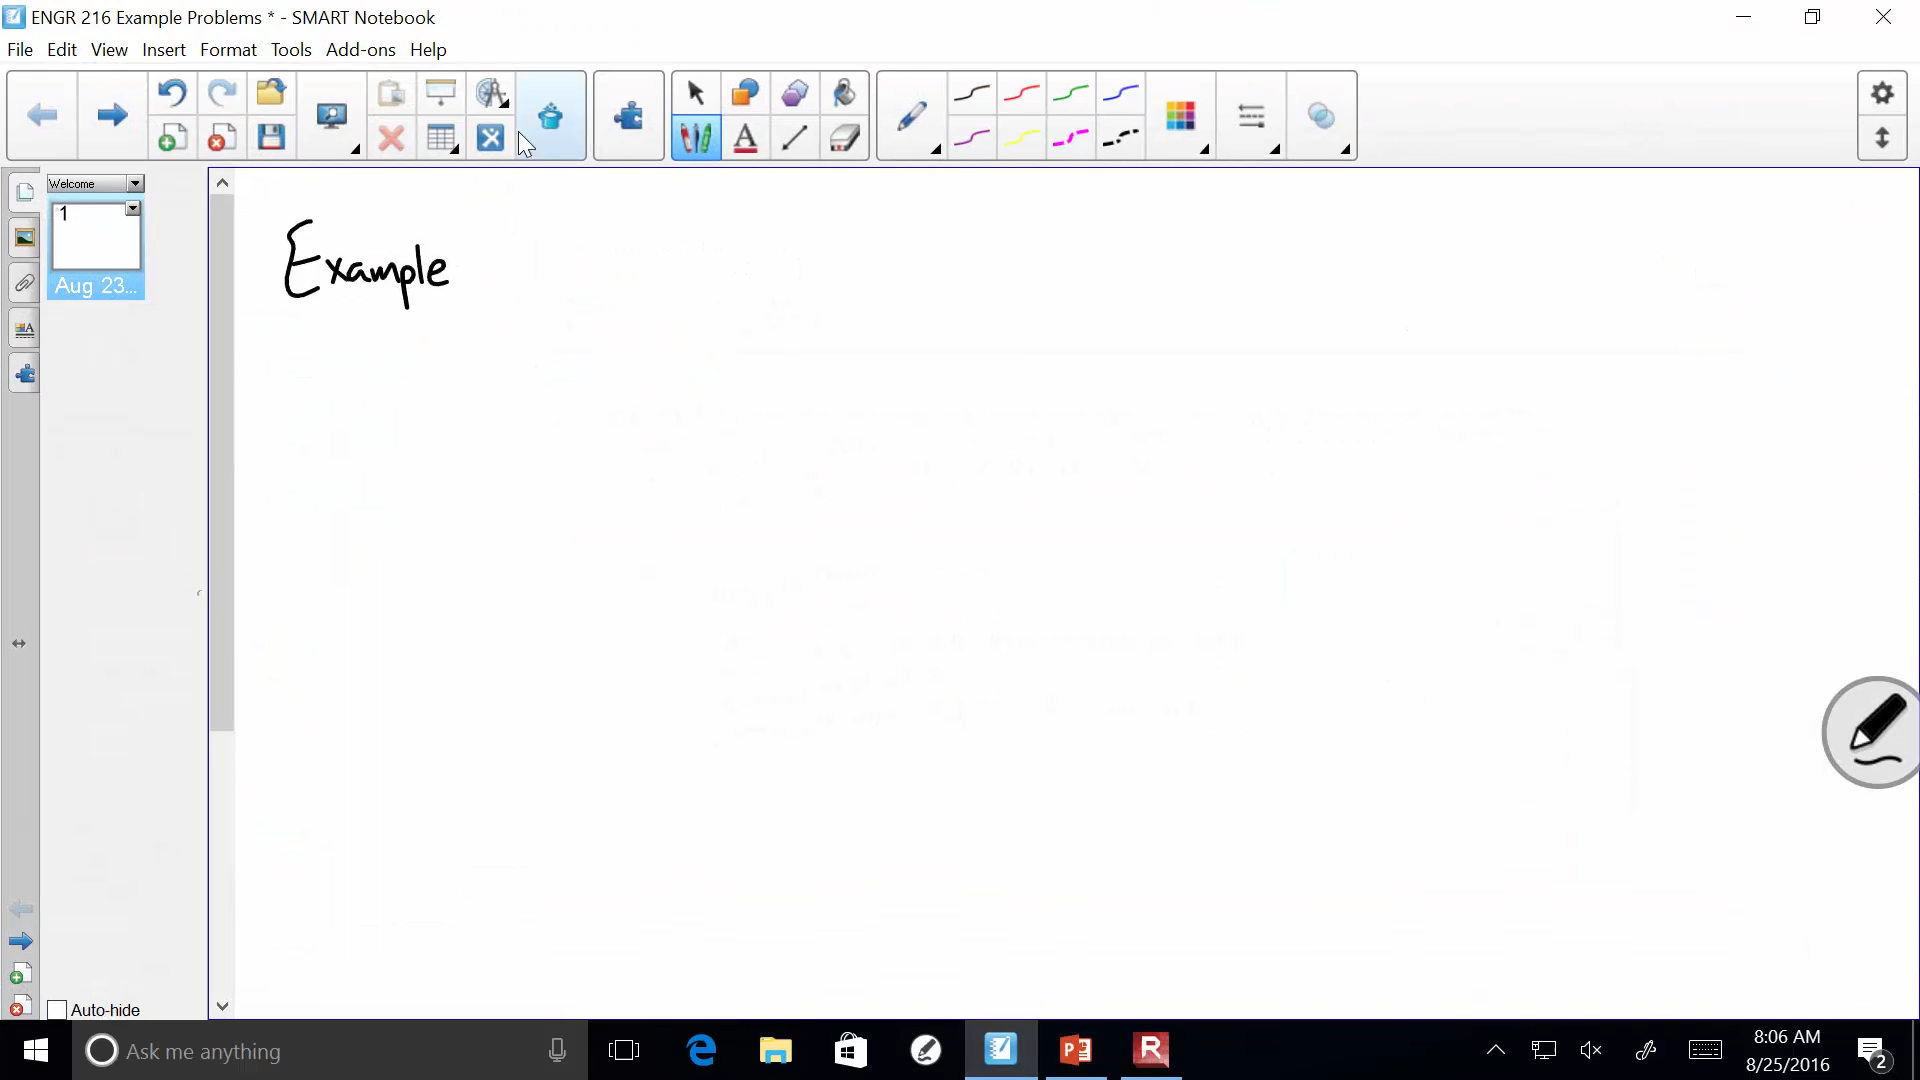 ENGR 216 Example Problems * - SMART Notebook
File Edit View Insert Format Tools Add-ons Help
Welcome
1
Aug 23...
Example
Auto-hide
Ask me anything
8:06 AM
8/25/2016
2